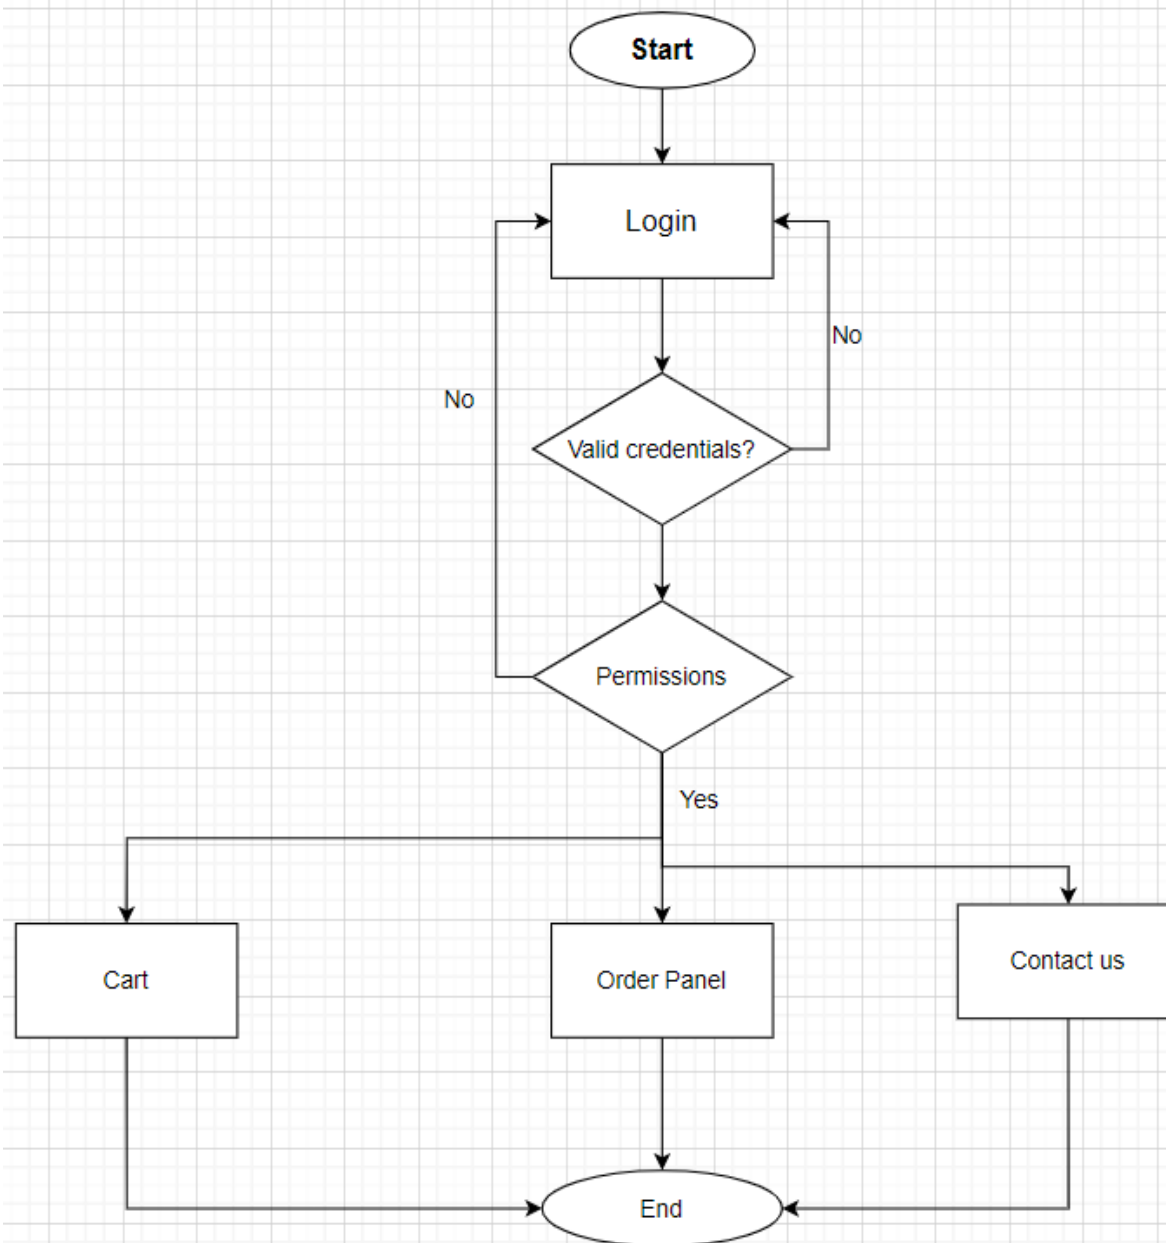 Start
Login
No
No
Valid credentials?
Permissions
Yes
Cart
Order Panel
Contact us
End